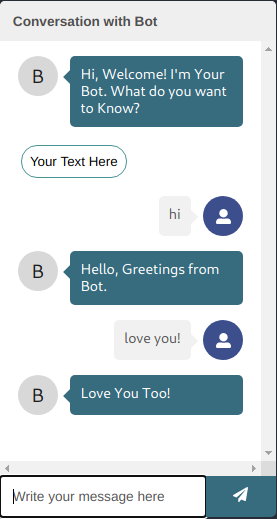 Conversation with Bot
B
Hi, Welcome! I'm Your
Bot. What do you want
to Know?
Your Text Here
hi
B
Hello, Greetings from
Bot.
love you!
B
Love You Too!
Write your message here